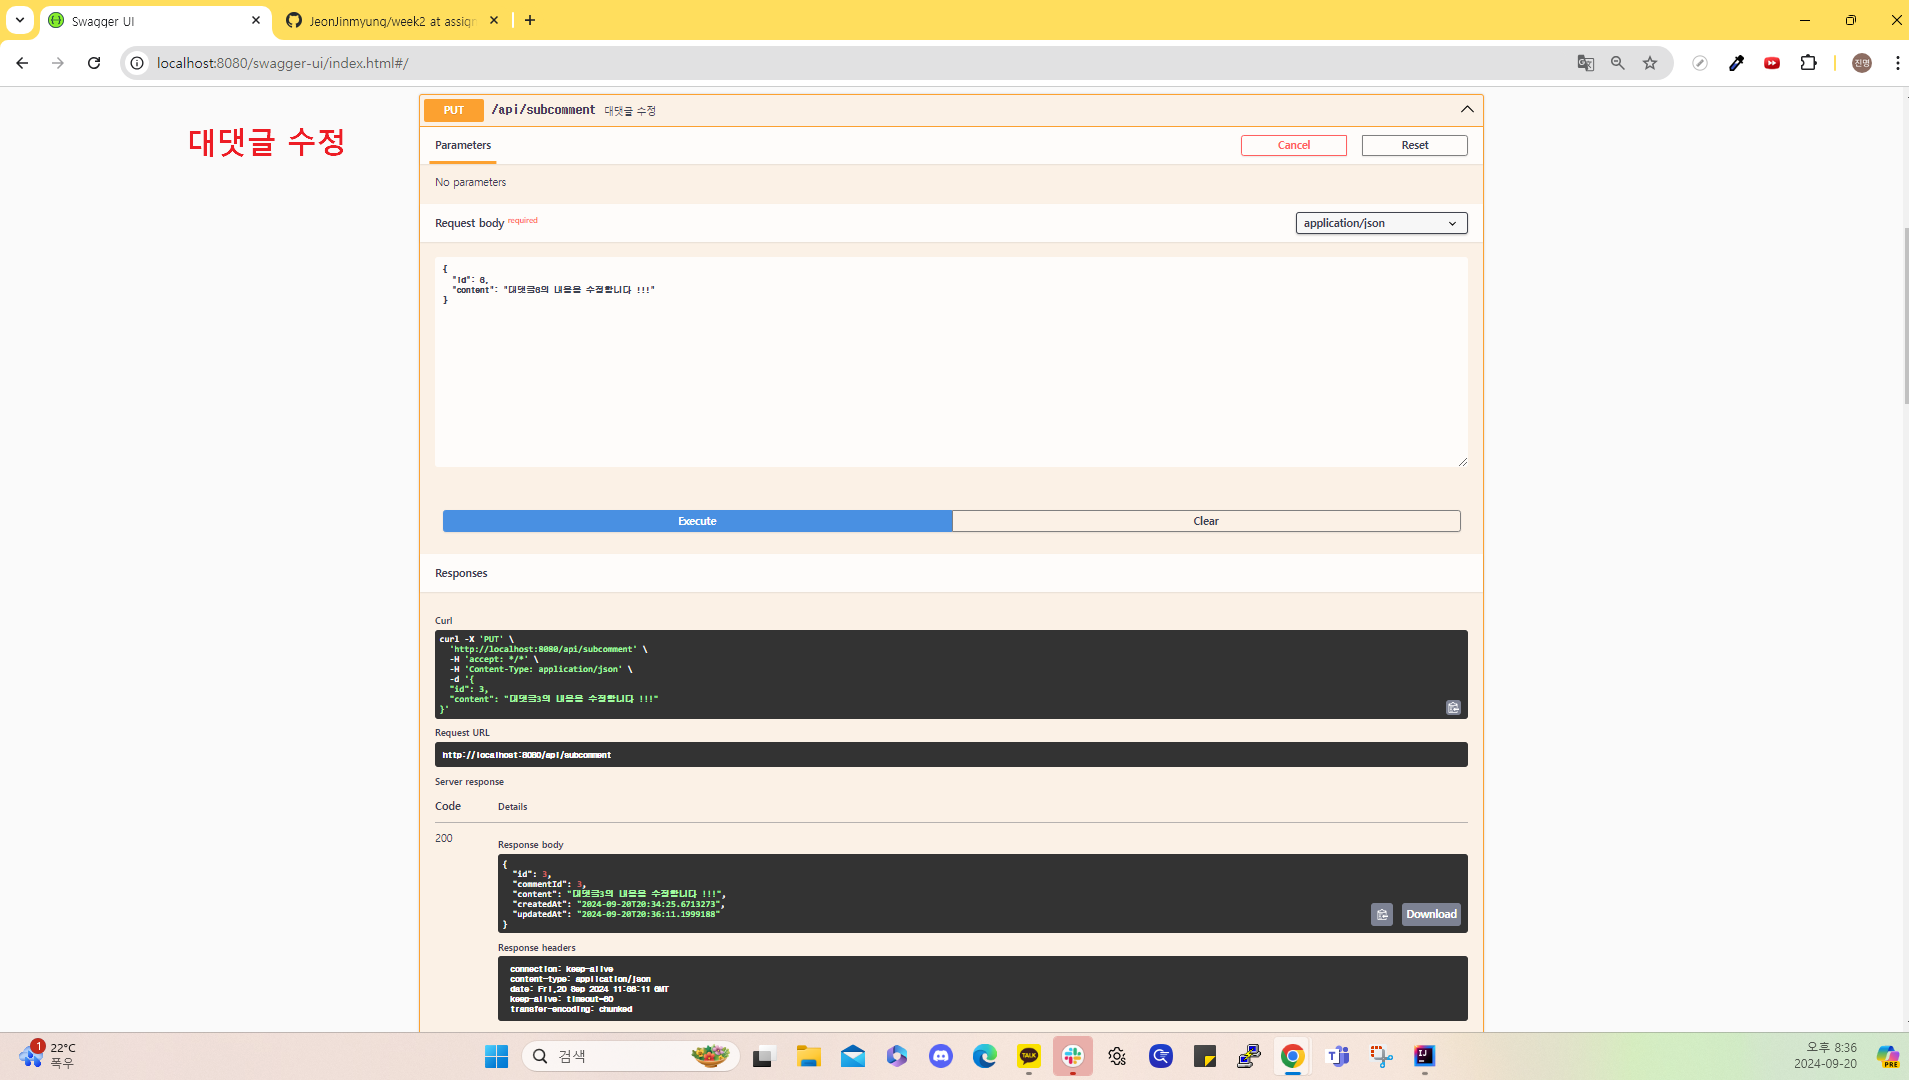 Swagger UI
JeonJinmyung/week2 at assign
localhost:8080/swagger-ui/index.html#/
진영
대댓글 수정
PUT /api/subcomment 대댓글 수정
Parameters
Cancel
Reset
No parameters
Request body required
application/json
{
"id": 6,
"content": "대댓글6의 내용을 수정합니다 !!!"
}
Execute
Clear
Responses
Curl
curl -X 'PUT' \
'http://localhost:8080/api/subcomment' \
-H 'accept: */*' \
-H 'Content-Type: application/json' \
-d '{
"id": 3,
"content": "대댓글3의 내용을 수정합니다 !!!"
}'
Request URL
http://localhost:8080/api/subcomment
Server response
Code Details
200
Response body
{
"id": 3,
"commentId": 3,
"content": "대댓글3의 내용을 수정합니다 !!!",
"createdAt": "2024-09-20T20:34:25.6713273",
"updatedAt": "2024-09-20T20:36:11.1999188"
}
Download
Response headers
connection: keep-alive
content-type: application/json
date: Fri,20 Sep 2024 11:36:11 GMT
keep-alive: timeout=60
transfer-encoding: chunked
1
22°C
폭우
검색
TALK
IJ
오후 8:36
2024-09-20
PRE